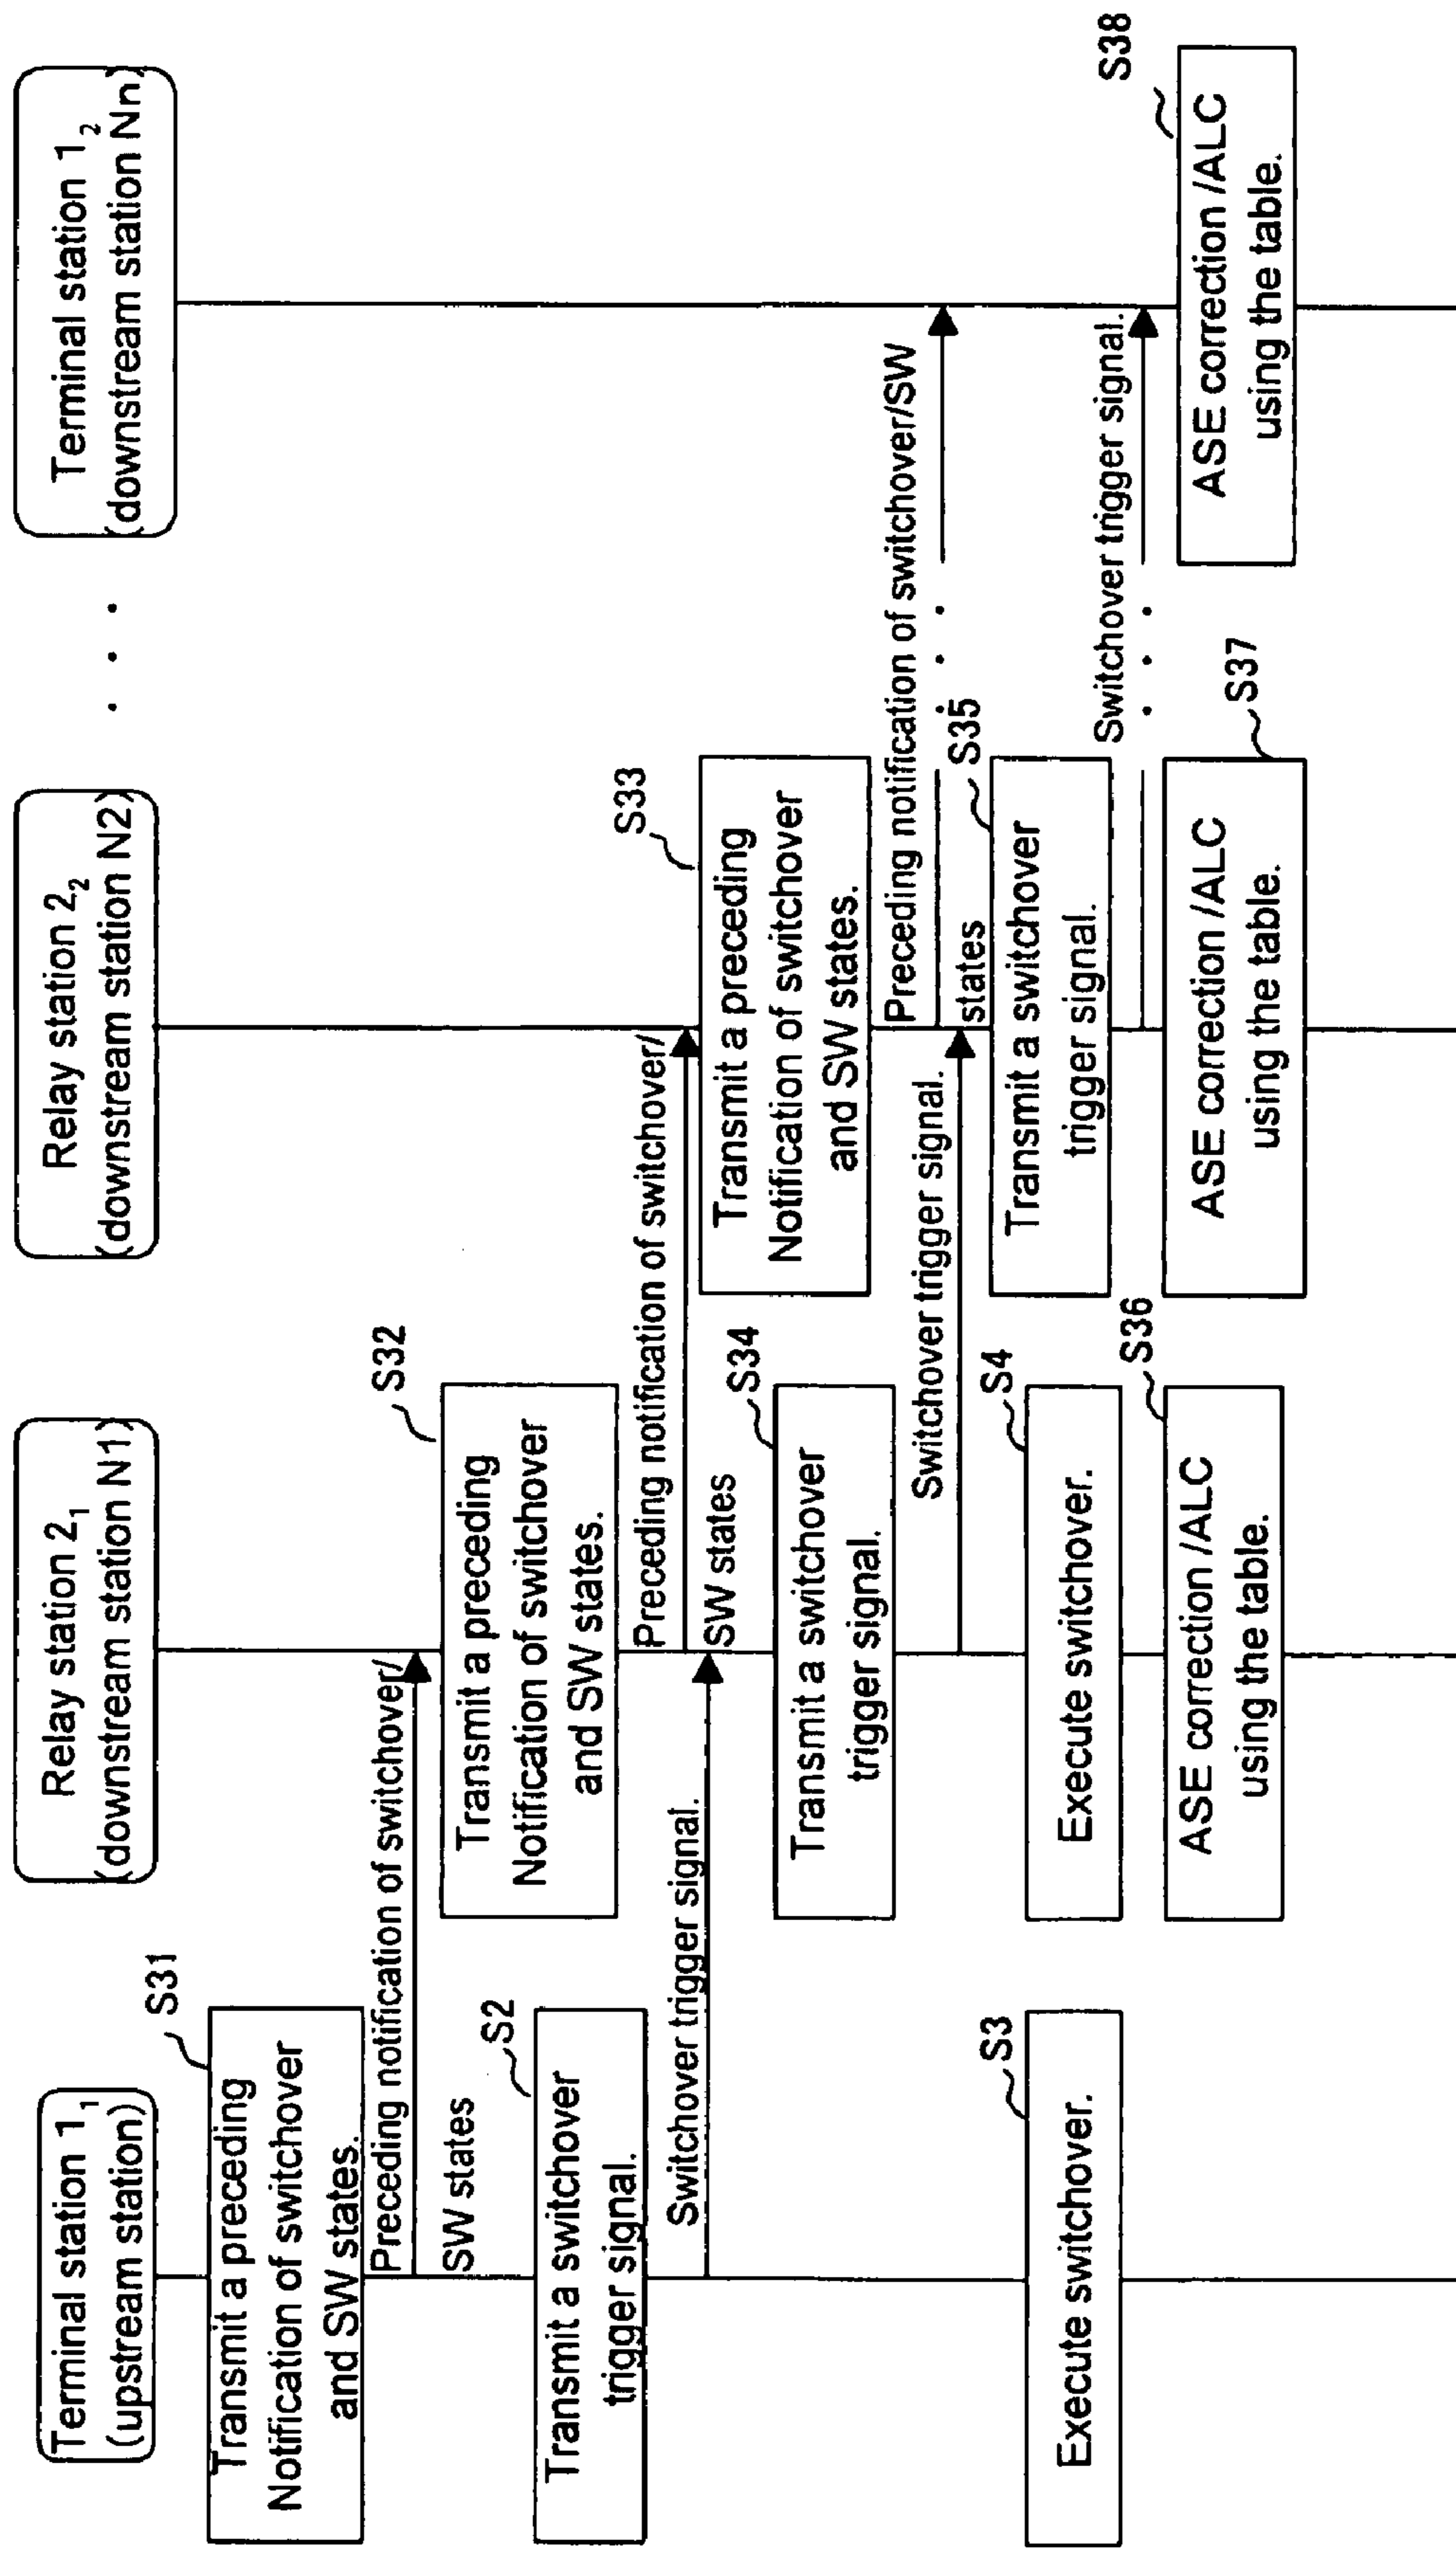 Terminal station 1₁
(upstream station)
Relay station 2₁
(downstream station N1)
Relay station 2₂
(downstream station N2)
. . .
Terminal station 1₂
(downstream station Nn)
S31
Transmit a preceding
Notification of switchover
and SW states.
Preceding notification of switchover/
SW states
S32
Transmit a preceding
Notification of switchover
and SW states.
S2
Transmit a switchover
trigger signal.
Preceding notification of switchover/
SW states
Switchover trigger signal.
S33
Transmit a preceding
Notification of switchover
and SW states.
S34
Transmit a switchover
trigger signal.
Preceding notification of switchover/SW
states
. . .
Switchover trigger signal.
S35
Transmit a switchover
trigger signal.
Switchover trigger signal.
. . .
S3
Execute switchover.
S4
Execute switchover.
S36
ASE correction /ALC
using the table.
S37
ASE correction /ALC
using the table.
S38
ASE correction /ALC
using the table.